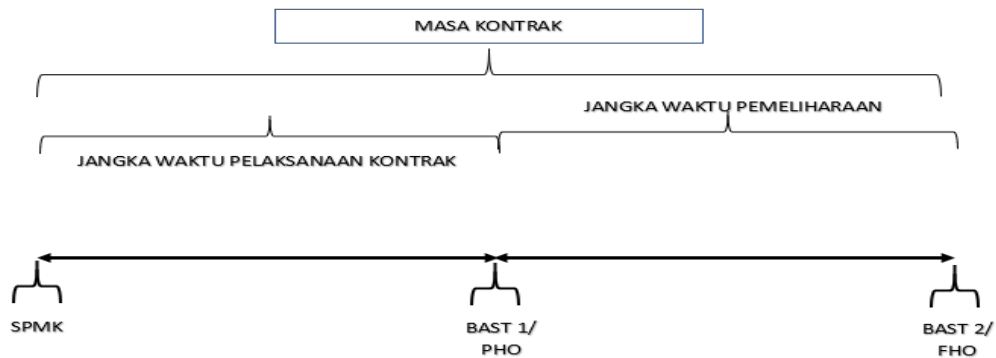 MASA KONTRAK
JANGKA WAKTU PEMELIHARAAN
JANGKA WAKTU PELAKSANAAN KONTRAK
SPMK
BAST 1/
PHO
BAST 2/
FHO